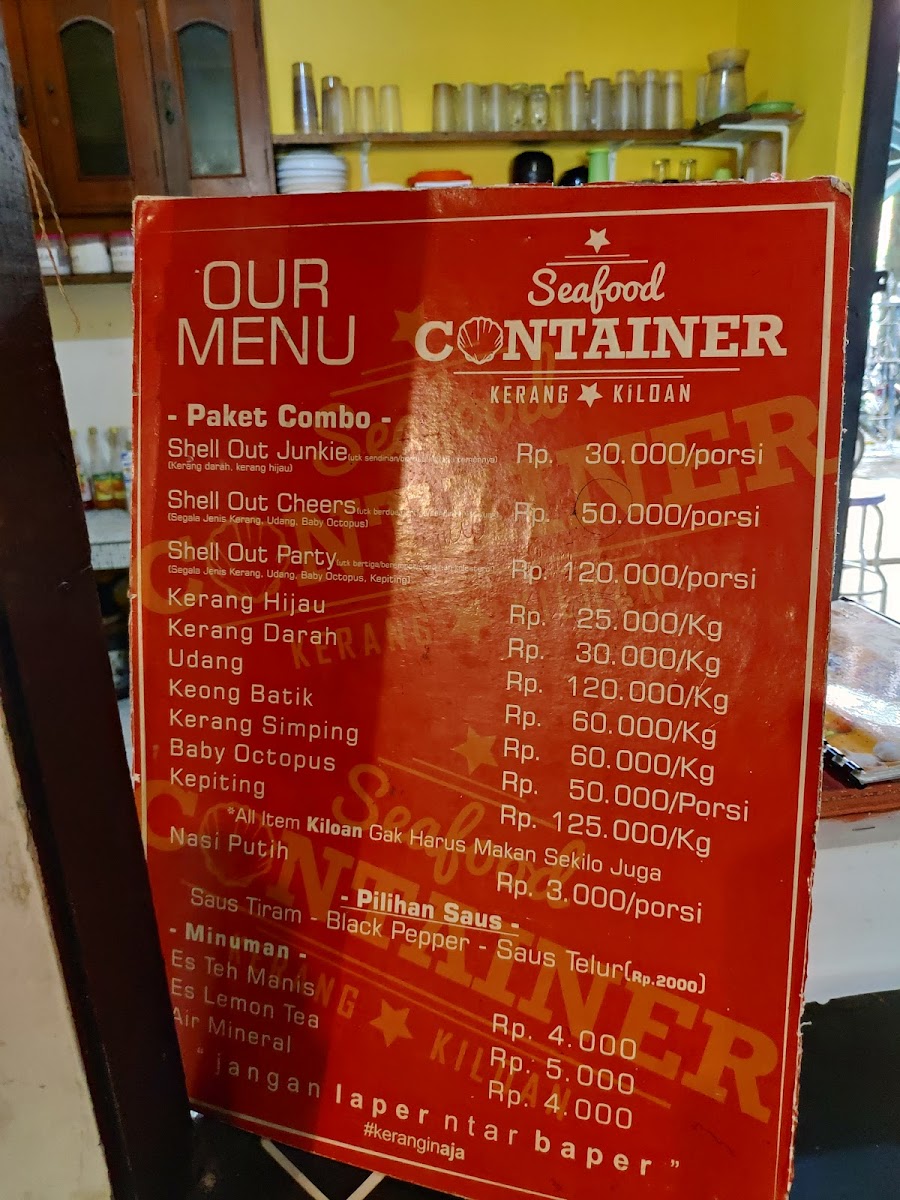 OUR
MENU
Seafood
CONTAINER
KERANG KILOAN
- Paket Combo -
Shell Out Junkie Rp. 30.000/porsi
(Kerang darah, kerang hijau)
Shell Out Cheers Rp. 50.000/porsi
(Segala Jenis Kerang, Udang, Baby Octopus)
Shell Out Party Rp. 120.000/porsi
(Segala Jenis Kerang, Udang, Baby Octopus, Kepiting)
Kerang Hijau Rp. 25.000/Kg
Kerang Darah Rp. 30.000/Kg
Udang Rp. 120.000/Kg
Keong Batik Rp. 60.000/Kg
Kerang Simping Rp. 60.000/Kg
Baby Octopus Rp. 50.000/Porsi
Kepiting Rp. 125.000/Kg
*All Item Kiloan Gak Harus Makan Sekilo Juga
Nasi Putih Rp. 3.000/porsi
- Pilihan Saus -
Saus Tiram - Black Pepper - Saus Telur(Rp.2000)
- Minuman -
Es Teh Manis Rp. 4.000
Es Lemon Tea Rp. 5.000
Air Mineral Rp. 4.000
"jangan laper ntar baper"
#keranginaja